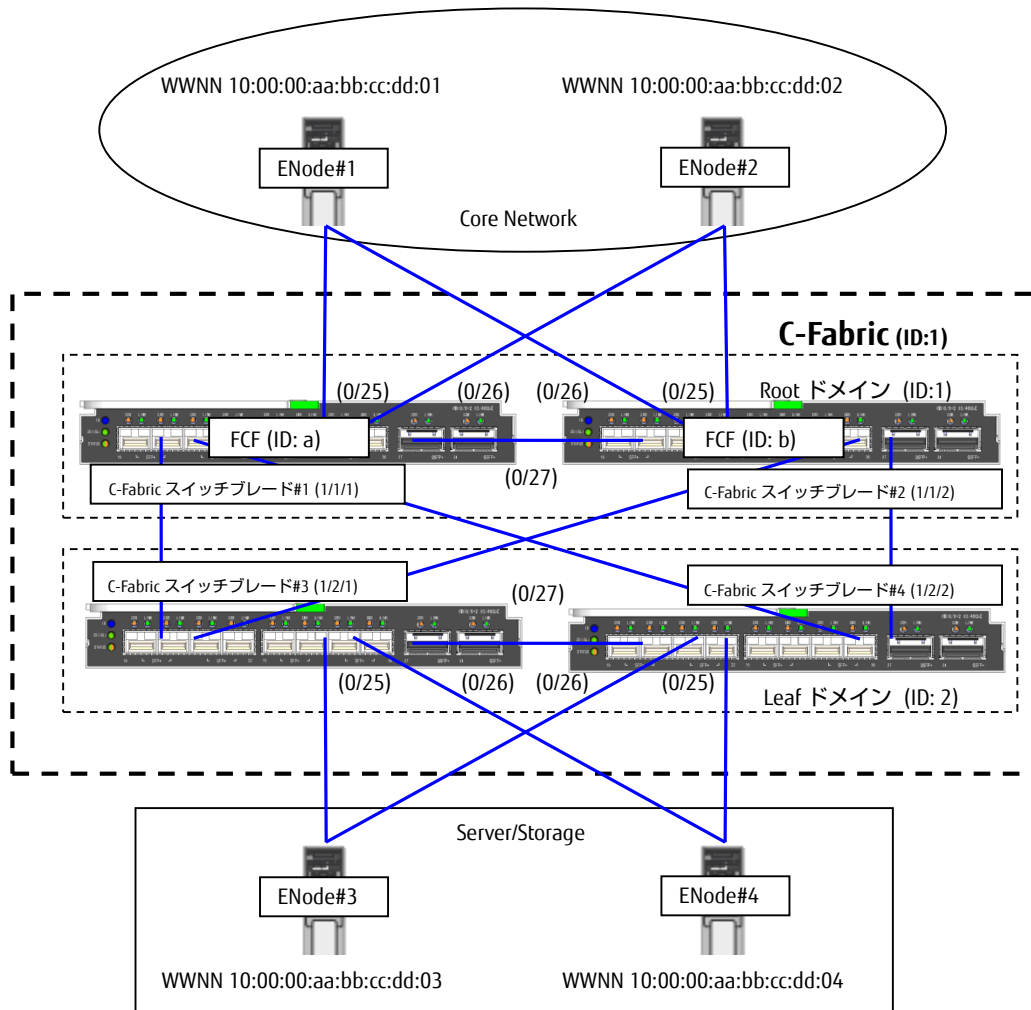 WWNN 10:00:00:aa:bb:cc:dd:01
WWNN 10:00:00:aa:bb:cc:dd:02
ENode#1
ENode#2
Core Network
C-Fabric (ID:1)
(0/25)
(0/26)
(0/26)
(0/25)
Root ドメイン (ID:1)
FCF (ID: a)
FCF (ID: b)
(0/27)
C-Fabric スイッチブレード#1 (1/1/1)
C-Fabric スイッチブレード#2 (1/1/2)
C-Fabric スイッチブレード#3 (1/2/1)
C-Fabric スイッチブレード#4 (1/2/2)
(0/27)
(0/25)
(0/26)
(0/26)
(0/25)
Leaf ドメイン (ID: 2)
Server/Storage
ENode#3
ENode#4
WWNN 10:00:00:aa:bb:cc:dd:03
WWNN 10:00:00:aa:bb:cc:dd:04